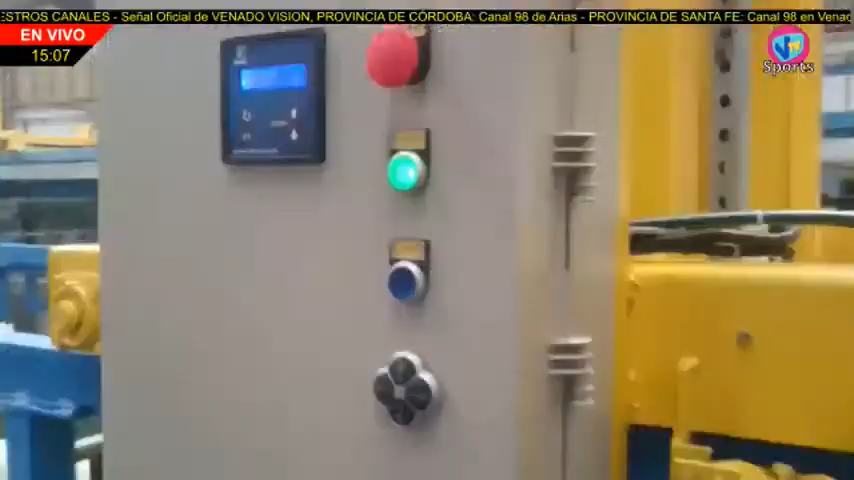 ESTROS CANALES - Señal Oficial de VENADO VISION, PROVINCIA DE CÓRDOBA: Canal 98 de Arias - PROVINCIA DE SANTA FE: Canal 98 en Venad
EN VIVO
15:07
Sports